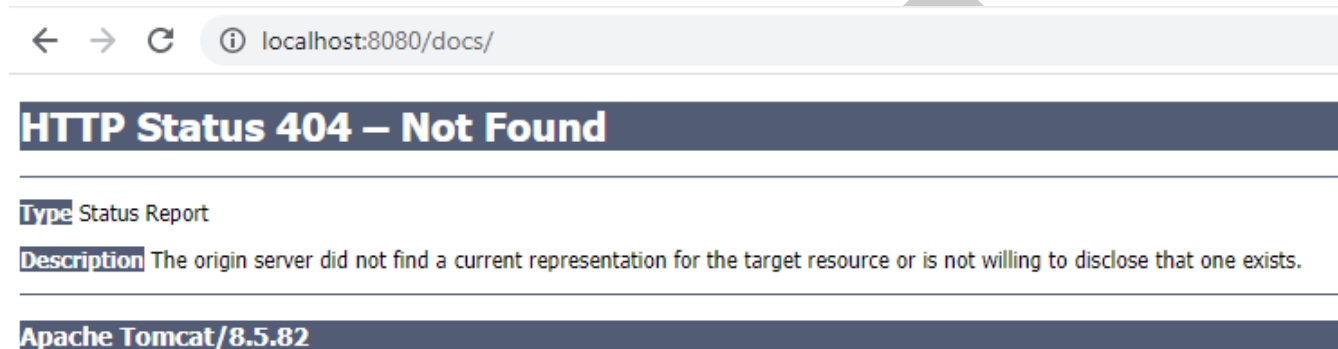 localhost:8080/docs/
HTTP Status 404 – Not Found
Type Status Report
Description The origin server did not find a current representation for the target resource or is not willing to disclose that one exists.
Apache Tomcat/8.5.82